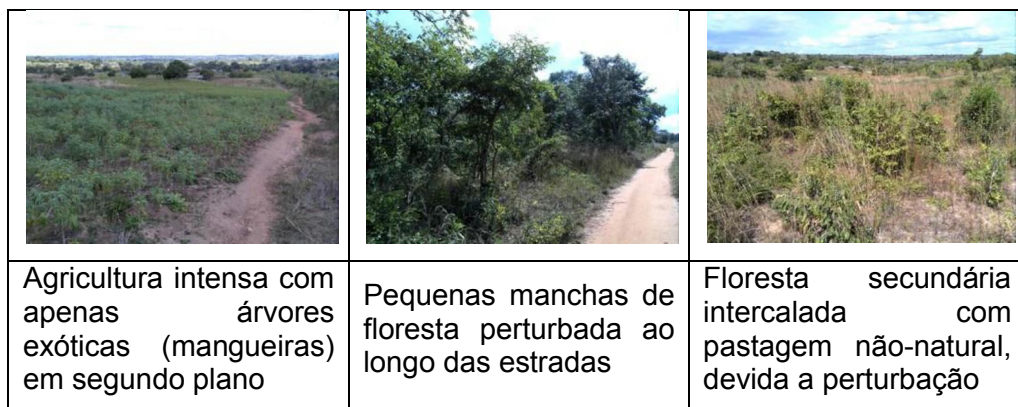 Agricultura intensa com
apenas árvores
exóticas (mangueiras)
em segundo plano
Pequenas manchas de
floresta perturbada ao
longo das estradas
Floresta secundária
intercalada com
pastagem não-natural,
devida a perturbação